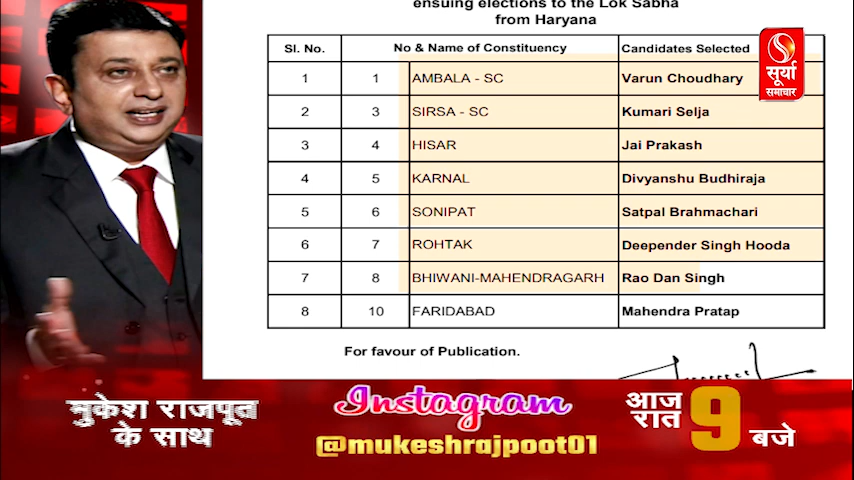 ensuing elections to the Lok Sabha
from Haryana
Sl. No. No & Name of Constituency Candidates Selected
1 1 AMBALA - SC Varun Choudhary
2 3 SIRSA - SC Kumari Selja
3 4 HISAR Jai Prakash
4 5 KARNAL Divyanshu Budhiraja
5 6 SONIPAT Satpal Brahmachari
6 7 ROHTAK Deepender Singh Hooda
7 8 BHIWANI-MAHENDRAGARH Rao Dan Singh
8 10 FARIDABAD Mahendra Pratap
For favour of Publication.
सूर्या
समाचार
मुकेश राजपूत
के साथ
Instagram
@mukeshrajpoot01
आज
रात
9 बजे